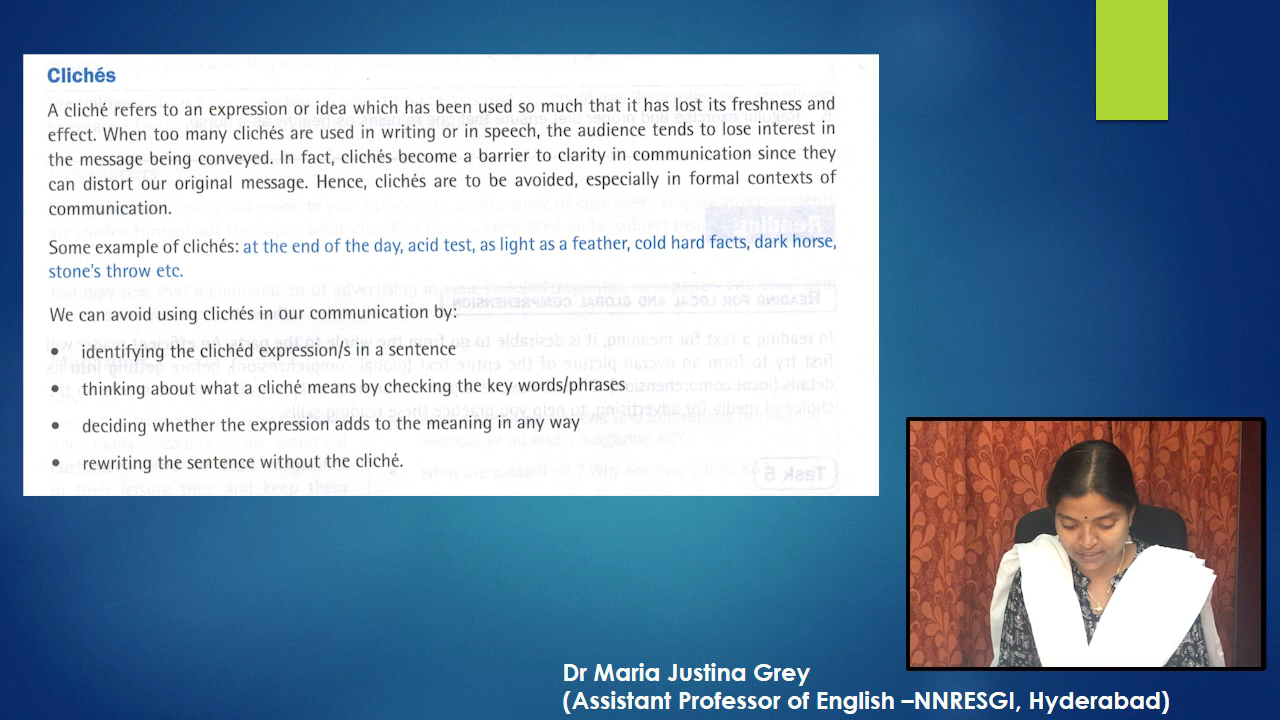 Clichés
A cliché refers to an expression or idea which has been used so much that it has lost its freshness and
effect. When too many clichés are used in writing or in speech, the audience tends to lose interest in
the message being conveyed. In fact, clichés become a barrier to clarity in communication since they
can distort our original message. Hence, clichés are to be avoided, especially in formal contexts of
communication.
Some example of clichés: at the end of the day, acid test, as light as a feather, cold hard facts, dark horse,
stone's throw etc.
We can avoid using clichés in our communication by:
• identifying the clichéd expression/s in a sentence
• thinking about what a cliché means by checking the key words/phrases
• deciding whether the expression adds to the meaning in any way
• rewriting the sentence without the cliché.
Dr Maria Justina Grey
(Assistant Professor of English –NNRESGI, Hyderabad)